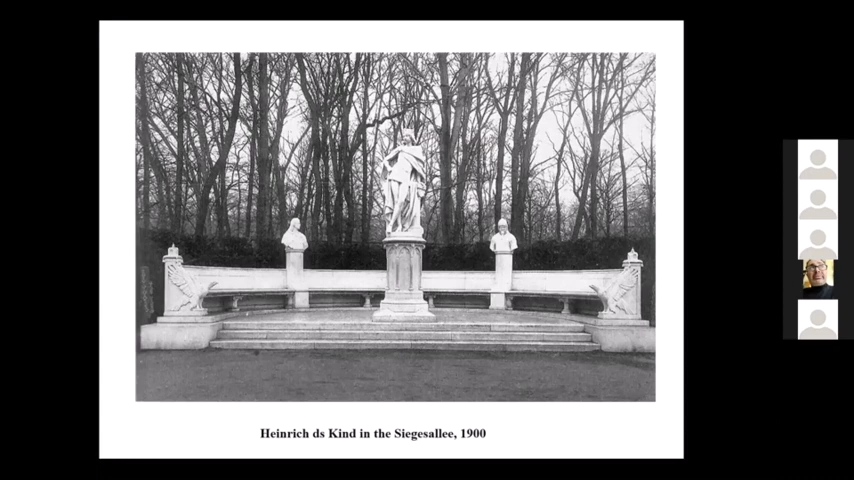 Heinrich ds Kind in the Siegesallee, 1900